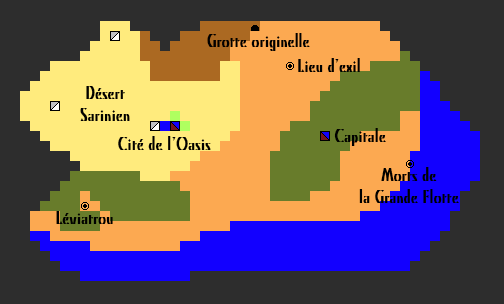 Grotte originelle
Lieu d'exil
Désert
Sarinien
Cité de l'Oasis
Capitale
Morts de
la Grande Flotte
Léviatrou